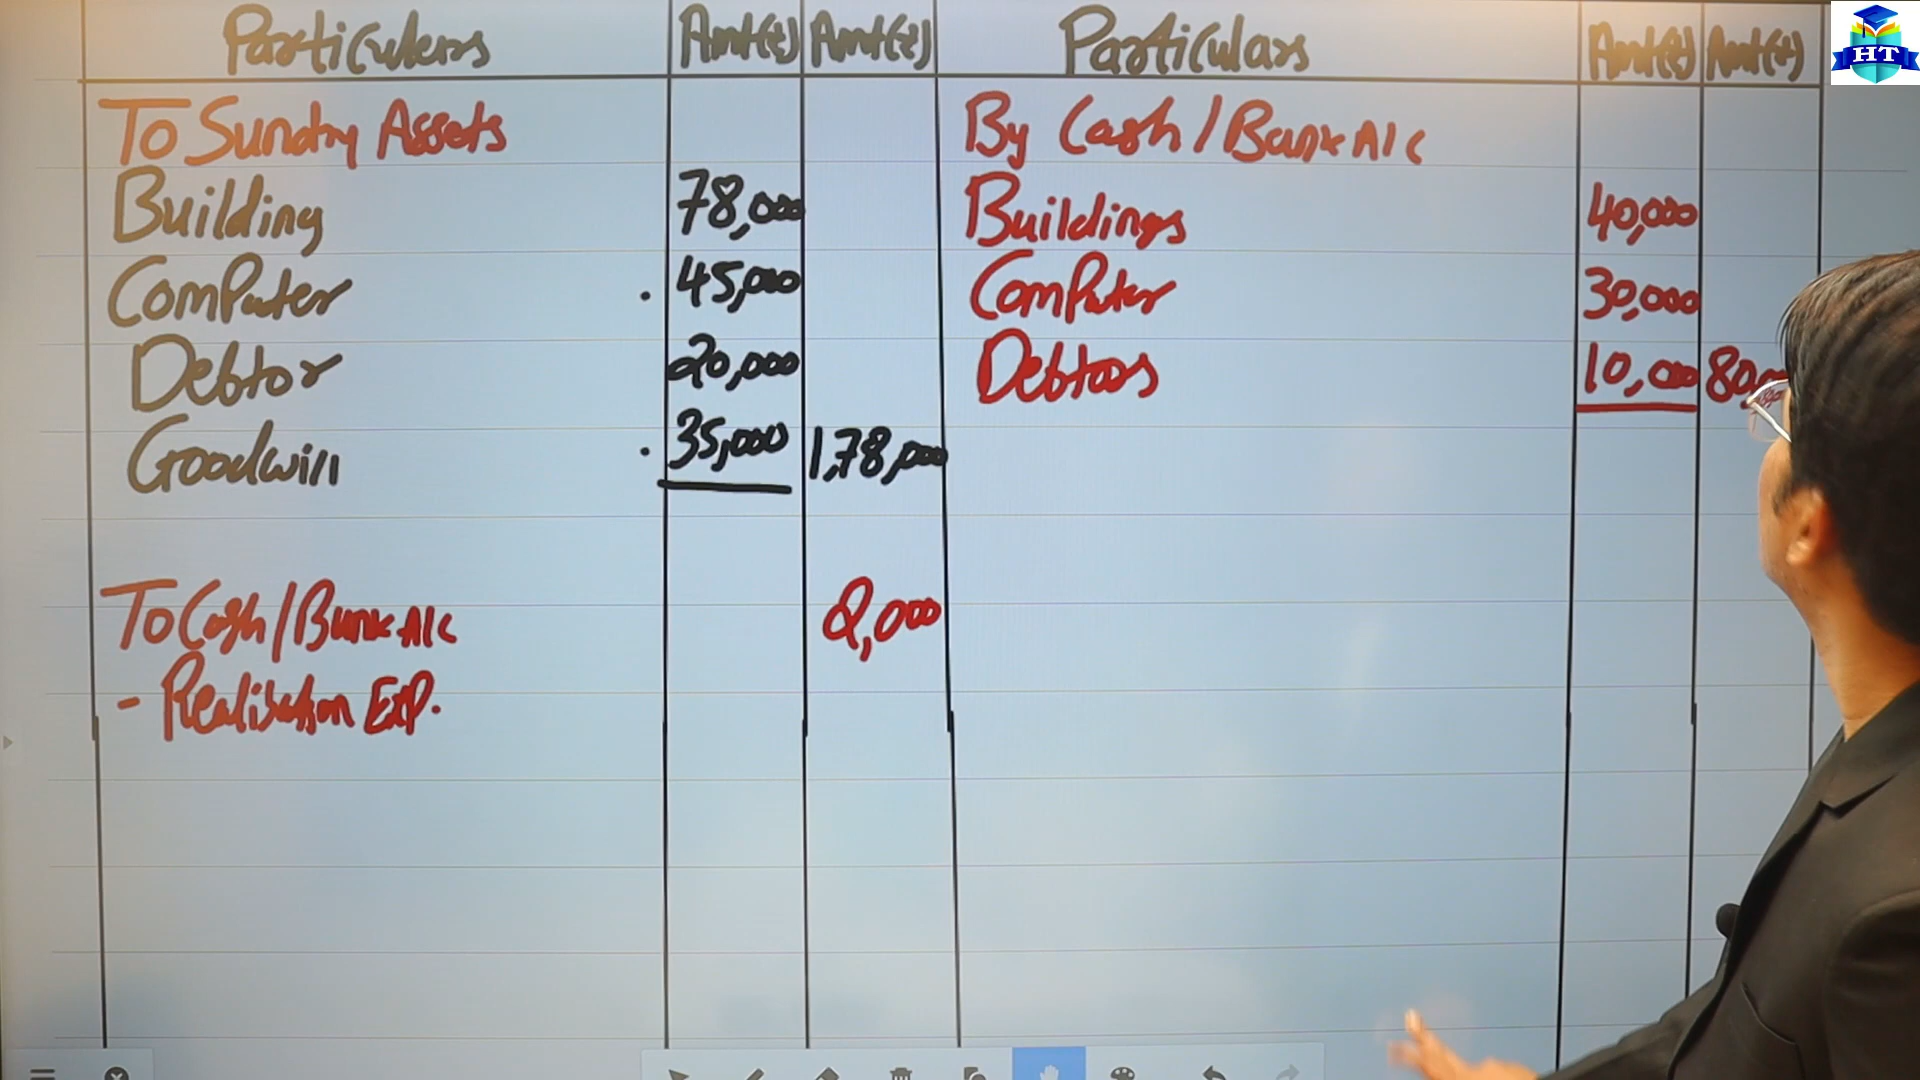 Particulars Amt(₹) Amt(₹) Particulars Amt(₹) Amt(₹)
To Sundry Assets By Cash/Bank A/c
Building 78,000 Buildings 40,000
Computer 45,000 Computer 30,000
Debtor 20,000 Debtors 10,000
Goodwill 35,000 1,78,000
To Cash/Bank A/c 2,000
- Realisation Exp.
HT